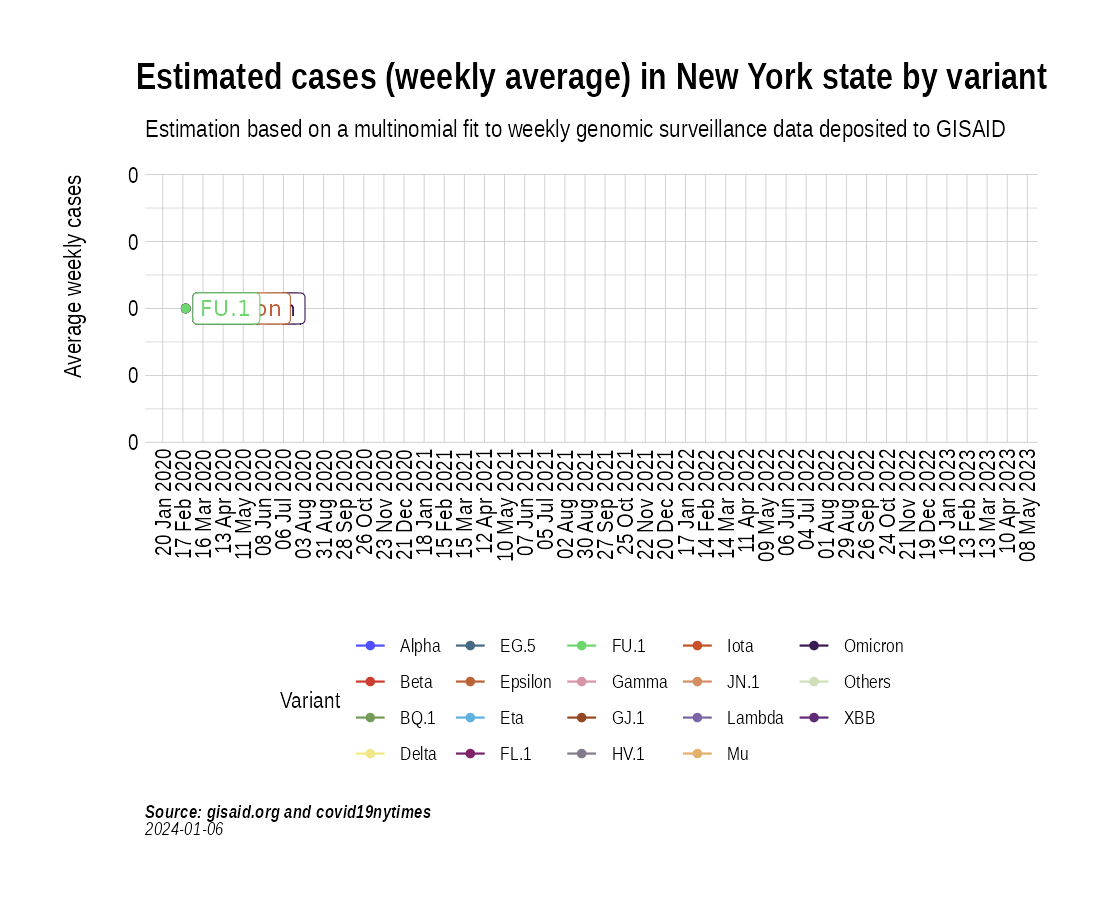 Estimated cases (weekly average) in New York state by variant
Estimation based on a multinomial fit to weekly genomic surveillance data deposited to GISAID
Average weekly cases
0
0
0
0
0
FU.1 on
20 Jan 2020
17 Feb 2020
16 Mar 2020
13 Apr 2020
11 May 2020
08 Jun 2020
06 Jul 2020
03 Aug 2020
31 Aug 2020
28 Sep 2020
26 Oct 2020
23 Nov 2020
21 Dec 2020
18 Jan 2021
15 Feb 2021
15 Mar 2021
12 Apr 2021
10 May 2021
07 Jun 2021
05 Jul 2021
02 Aug 2021
30 Aug 2021
27 Sep 2021
25 Oct 2021
22 Nov 2021
20 Dec 2021
17 Jan 2022
14 Feb 2022
14 Mar 2022
11 Apr 2022
09 May 2022
06 Jun 2022
04 Jul 2022
01 Aug 2022
29 Aug 2022
26 Sep 2022
24 Oct 2022
21 Nov 2022
19 Dec 2022
16 Jan 2023
13 Feb 2023
13 Mar 2023
10 Apr 2023
08 May 2023
Variant
Alpha
Beta
BQ.1
Delta
EG.5
Epsilon
Eta
FL.1
FU.1
Gamma
GJ.1
HV.1
Iota
JN.1
Lambda
Mu
Omicron
Others
XBB
Source: gisaid.org and covid19nytimes
2024-01-06